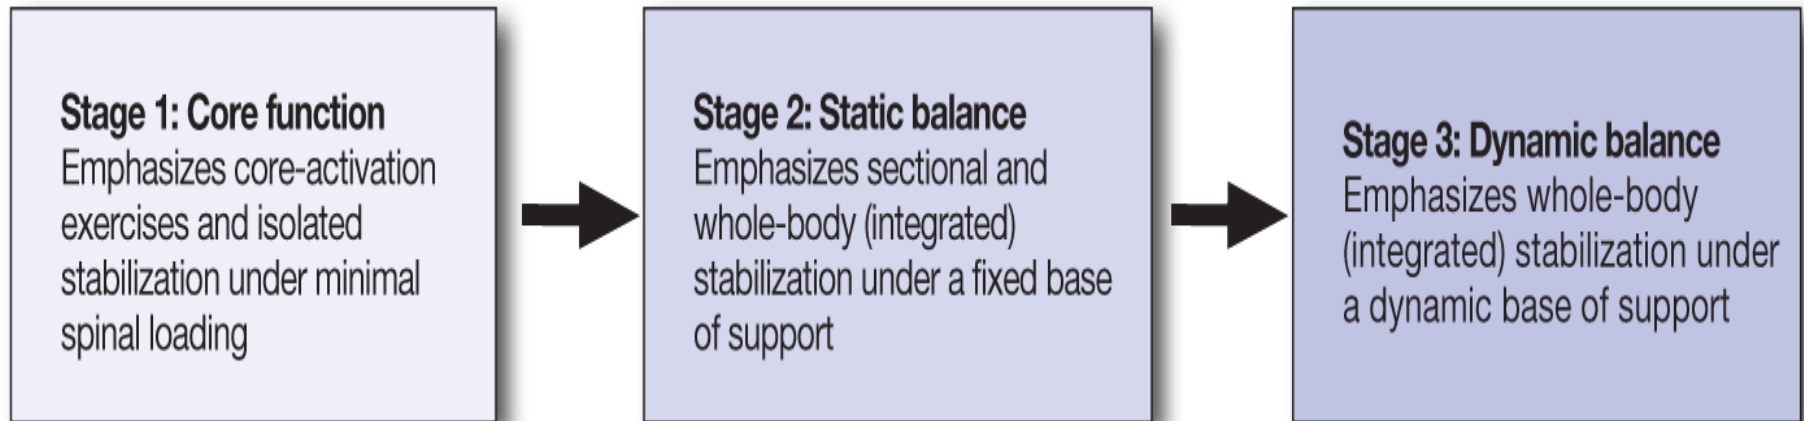 Stage 1: Core function
Emphasizes core-activation
exercises and isolated
stabilization under minimal
spinal loading
Stage 2: Static balance
Emphasizes sectional and
whole-body (integrated)
stabilization under a fixed base
of support
Stage 3: Dynamic balance
Emphasizes whole-body
(integrated) stabilization under
a dynamic base of support